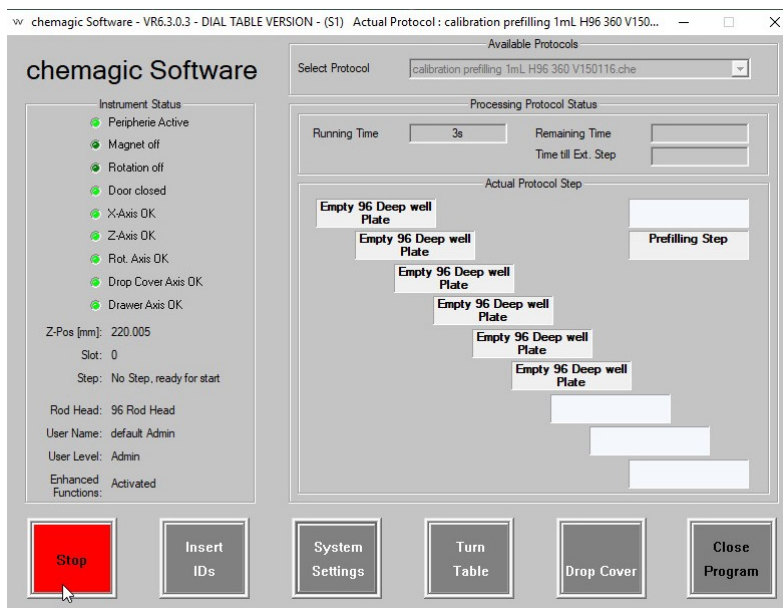 chemagic Software - VR6.3.0.3 - DIAL TABLE VERSION - (S1) Actual Protocol : calibration prefilling 1mL H96 360 V150...
chemagic Software
Available Protocols
Select Protocol
calibration prefilling 1mL H96 360 V150116.che
Instrument Status
Peripherie Active
Magnet off
Rotation off
Door closed
X-Axis OK
Z-Axis OK
Rot. Axis OK
Drop Cover Axis OK
Drawer Axis OK
Z-Pos [mm]: 220.005
Slot: 0
Step: No Step, ready for start
Rod Head: 96 Rod Head
User Name: default Admin
User Level: Admin
Enhanced
Functions: Activated
Processing Protocol Status
Running Time 3s Remaining Time
Time till Ext. Step
Actual Protocol Step
Empty 96 Deep well
Plate
Empty 96 Deep well
Plate
Prefilling Step
Empty 96 Deep well
Plate
Empty 96 Deep well
Plate
Empty 96 Deep well
Plate
Empty 96 Deep well
Plate
Stop
Insert
IDs
System
Settings
Turn
Table
Drop Cover
Close
Program